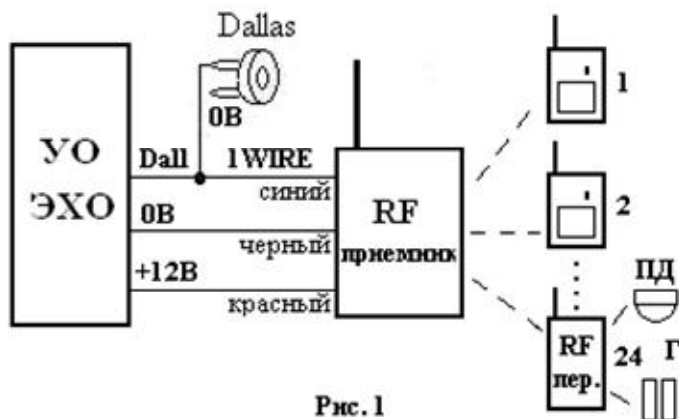 Dallas
0В
УО
ЭХО
Dall
1WIRE
синий
0В
черный
+12В
красный
RF
приемник
1
2
ПД
RF
пер.
24
Г
Рис. 1